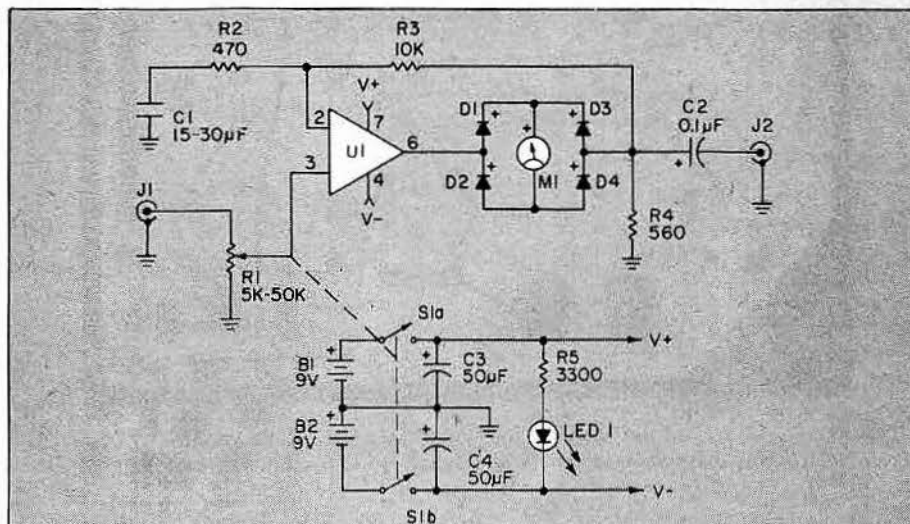 R2
470
R3
10K
V+
C1
15-30µF
2
7
U1
6
3
4
V-
D1
D3
D2
D4
M1
C2
0.1µF
J2
J1
R1
5K-50K
R4
560
S1a
V+
B1
9V
C3
50µF
R5
3300
B2
9V
C4
50µF
LED 1
V-
S1b